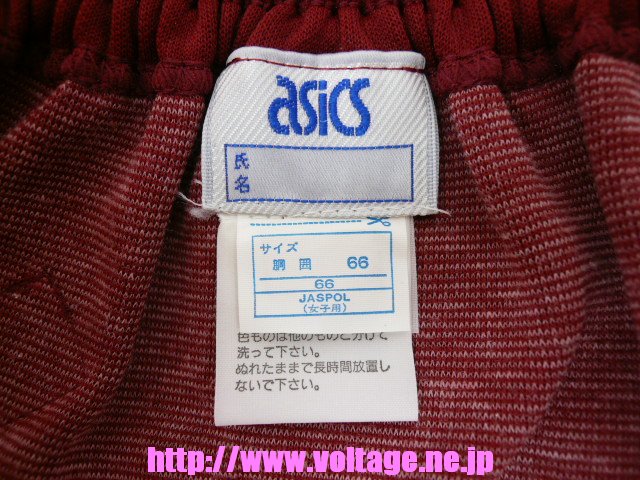 asics
氏
名
サイズ
胴囲 66
66
JASPOL
(女子用)
色ものは他のものと分けて
洗って下さい。
ぬれたままで長時間放置し
ないで下さい。
http://www.voltage.ne.jp